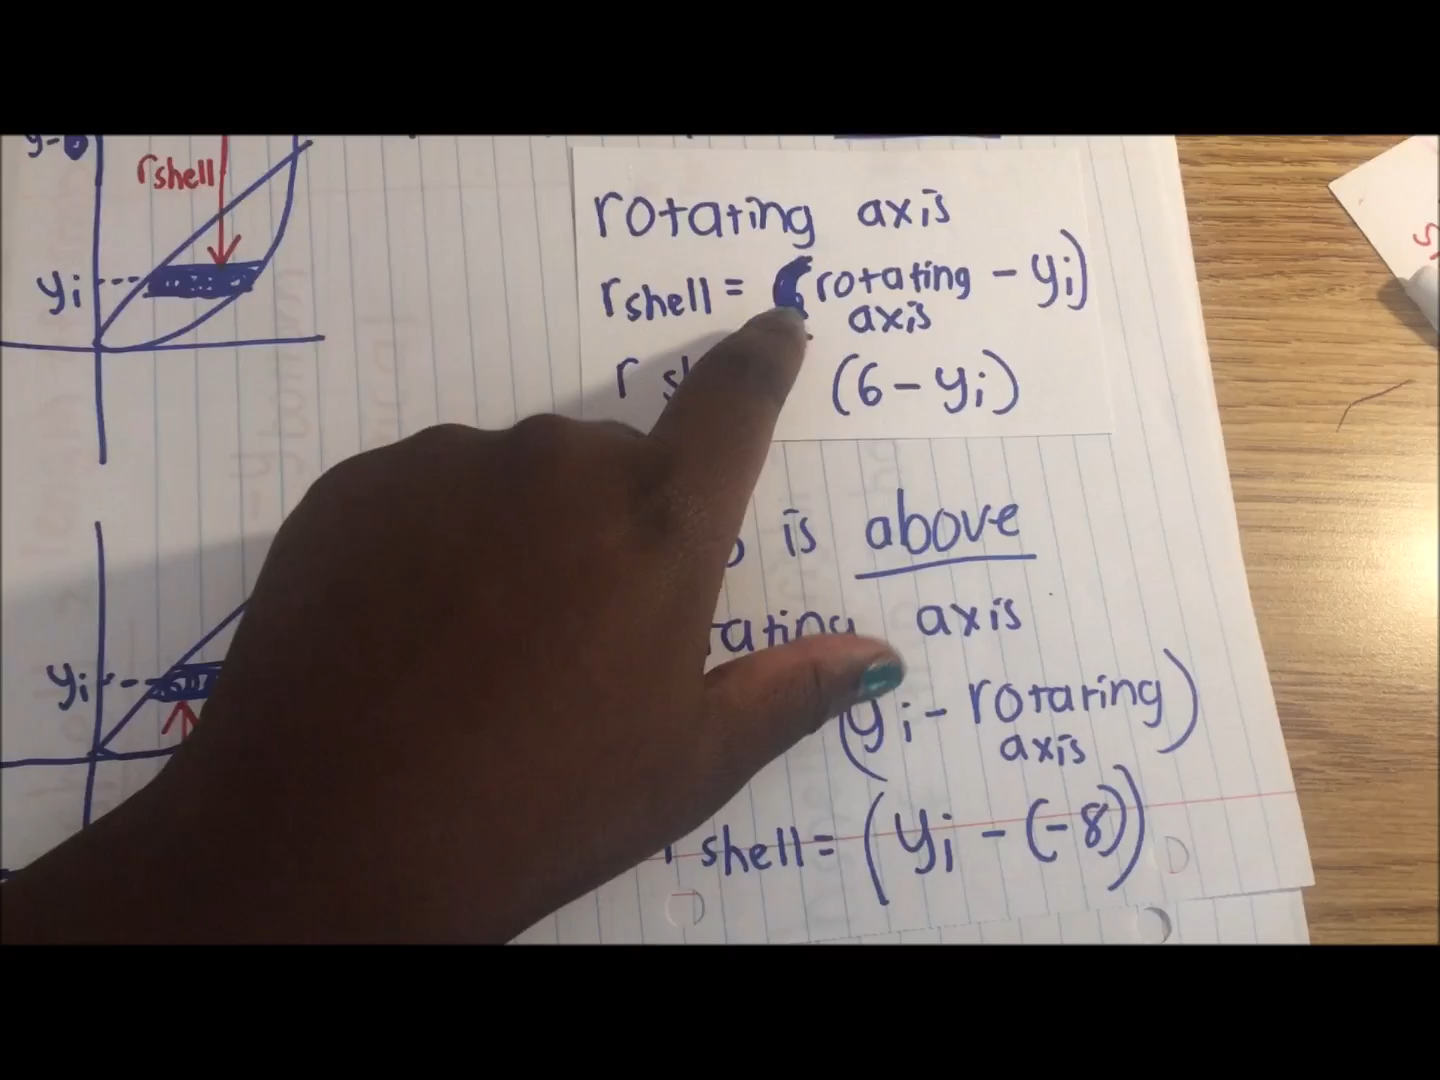 rshell
yi
rotating axis
rshell = (rotating - yi)
axis
r (6 - yi)
is above
axis
yi
(yi - rotaring)
axis
shell = (yi - (-8))